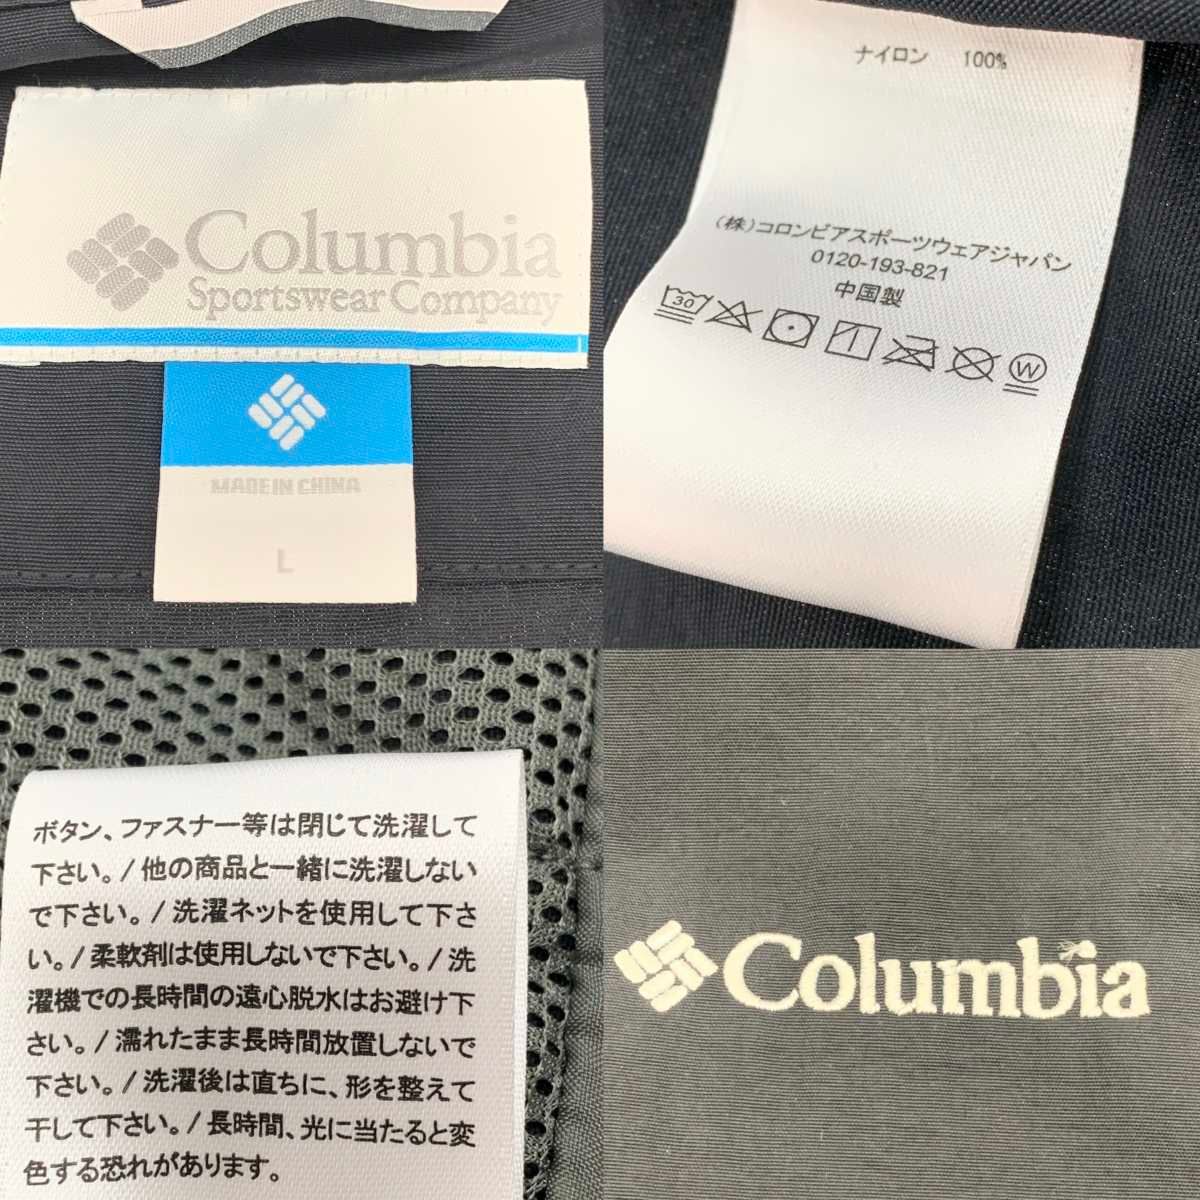 Columbia
Sportswear Company
MADE IN CHINA
L
ナイロン 100%
(株)コロンビアスポーツウェアジャパン
0120-193-821
中国製
30
W
ボタン、ファスナー等は閉じて洗濯して
下さい。/他の商品と一緒に洗濯しない
で下さい。/洗濯ネットを使用して下さ
い。/柔軟剤は使用しないで下さい。/洗
濯機での長時間の遠心脱水はお避け下
さい。/濡れたまま長時間放置しないで
下さい。/洗濯後は直ちに、形を整えて
干して下さい。/長時間、光に当たると変
色する恐れがあります。
Columbia